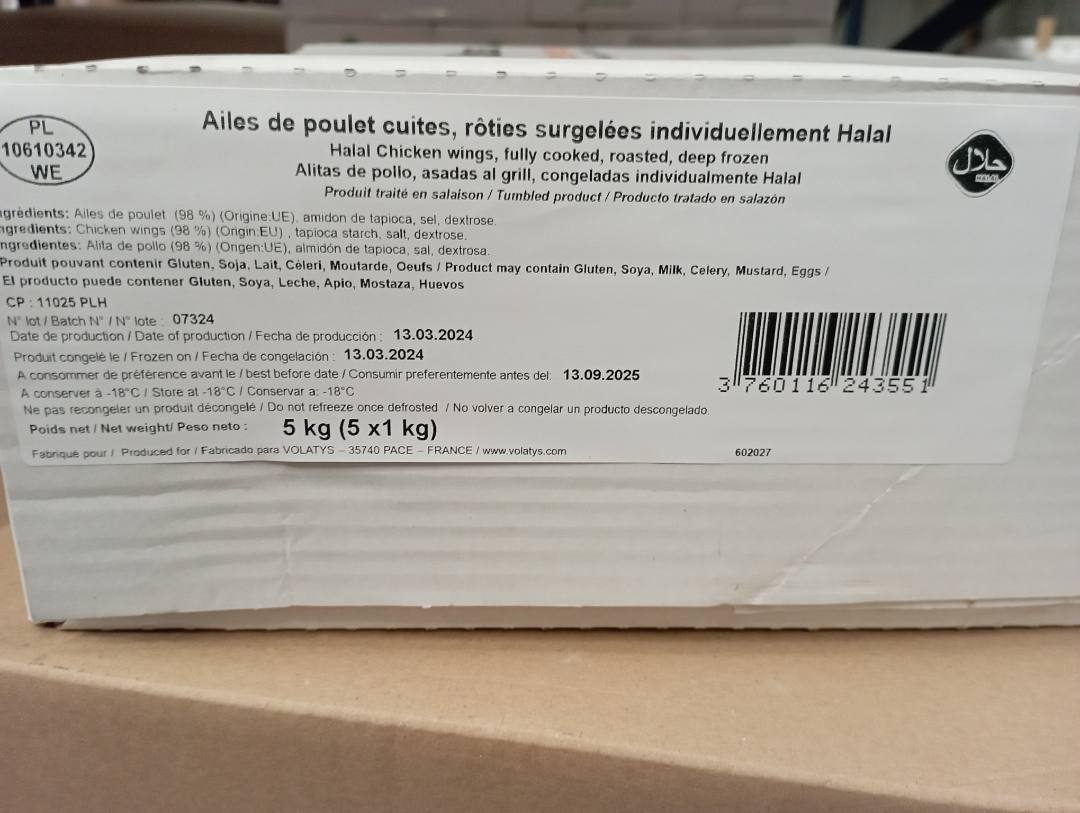 PL
10610342
WE
Ailes de poulet cuites, rôties surgelées individuellement Halal
Halal Chicken wings, fully cooked, roasted, deep frozen
Alitas de pollo, asadas al grill, congeladas individualmente Halal
Produit traité en salaison / Tumbled product / Producto tratado en salazón
حلال
HALAL
ngrédients: Ailes de poulet (98 %) (Origine:UE), amidon de tapioca, sel, dextrose.
ngredients: Chicken wings (98 %) (Origin:EU) , tapioca starch, salt, dextrose.
ngredientes: Alita de pollo (98 %) (Origen:UE), almidón de tapioca, sal, dextrosa.
Produit pouvant contenir Gluten, Soja, Lait, Céleri, Moutarde, Oeufs / Product may contain Gluten, Soya, Milk, Celery, Mustard, Eggs /
El producto puede contener Gluten, Soya, Leche, Apio, Mostaza, Huevos
CP : 11025 PLH
N° lot / Batch N° / N° lote : 07324
Date de production / Date of production / Fecha de producción : 13.03.2024
Produit congelé le / Frozen on / Fecha de congelación : 13.03.2024
A consommer de préférence avant le / best before date / Consumir preferentemente antes del: 13.09.2025
A conserver à -18°C / Store at -18°C / Conservar a: -18°C
Ne pas recongeler un produit décongelé / Do not refreeze once defrosted / No volver a congelar un producto descongelado.
Poids net / Net weight/ Peso neto : 5 kg (5 x1 kg)
Fabriqué pour / Produced for / Fabricado para VOLATYS – 35740 PACE – FRANCE / www.volatys.com
3 760116 243551
602027